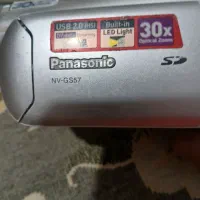 USB 2.0
Built-in
LED Light
30x
Optical Zoom
Panasonic
SD
NV-GS57